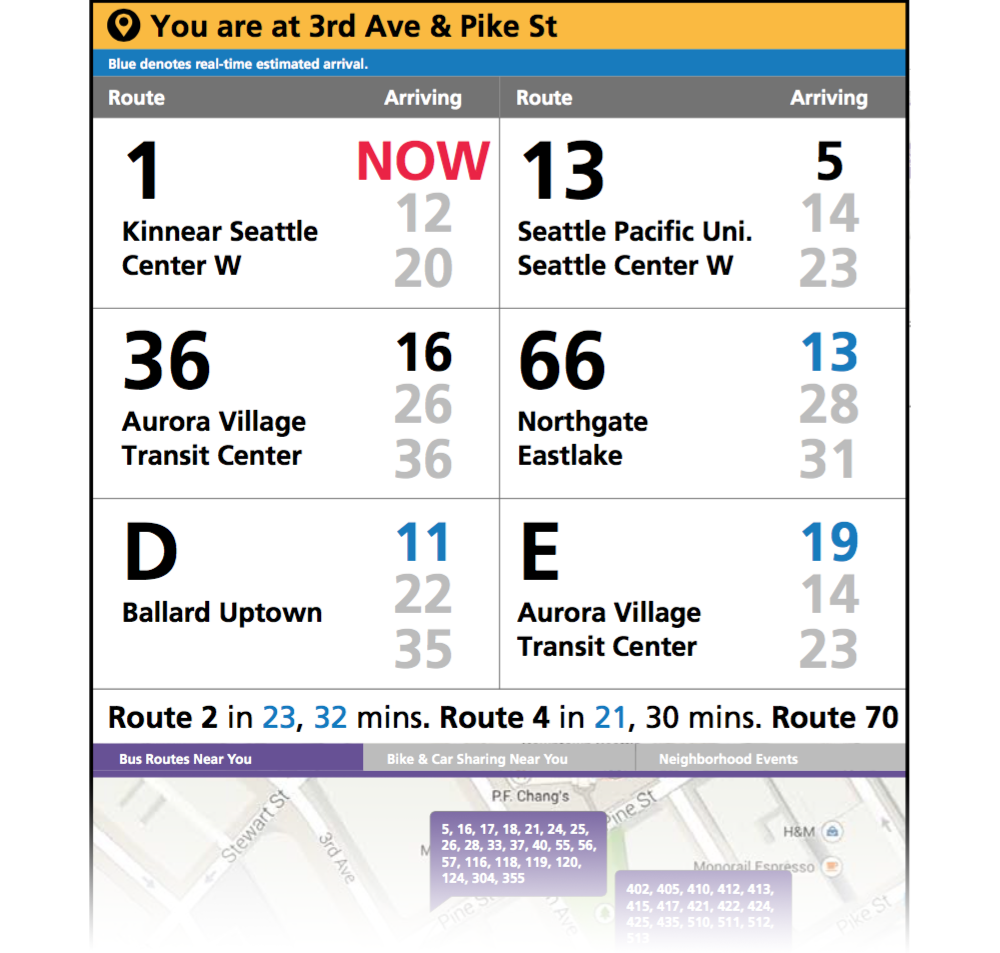 You are at 3rd Ave & Pike St
Blue denotes real-time estimated arrival.
Route Arriving Route Arriving
1 NOW
12
20
Kinnear Seattle
Center W
13 5
14
23
Seattle Pacific Uni.
Seattle Center W
36 16
26
36
Aurora Village
Transit Center
66 13
28
31
Northgate
Eastlake
D 11
22
35
Ballard Uptown
E 19
14
23
Aurora Village
Transit Center
Route 2 in 23, 32 mins. Route 4 in 21, 30 mins. Route 70
Bus Routes Near You Bike & Car Sharing Near You Neighborhood Events
P.F. Chang's
Stewart St
3rd Ave
Pine St
H&M
Monorail Espresso
5, 16, 17, 18, 21, 24, 25,
26, 28, 33, 37, 40, 55, 56,
57, 116, 118, 119, 120,
124, 304, 355
402, 405, 410, 412, 413,
415, 417, 421, 422, 424,
425, 435, 510, 511, 512,
513
Pine St
Ave
Pike St